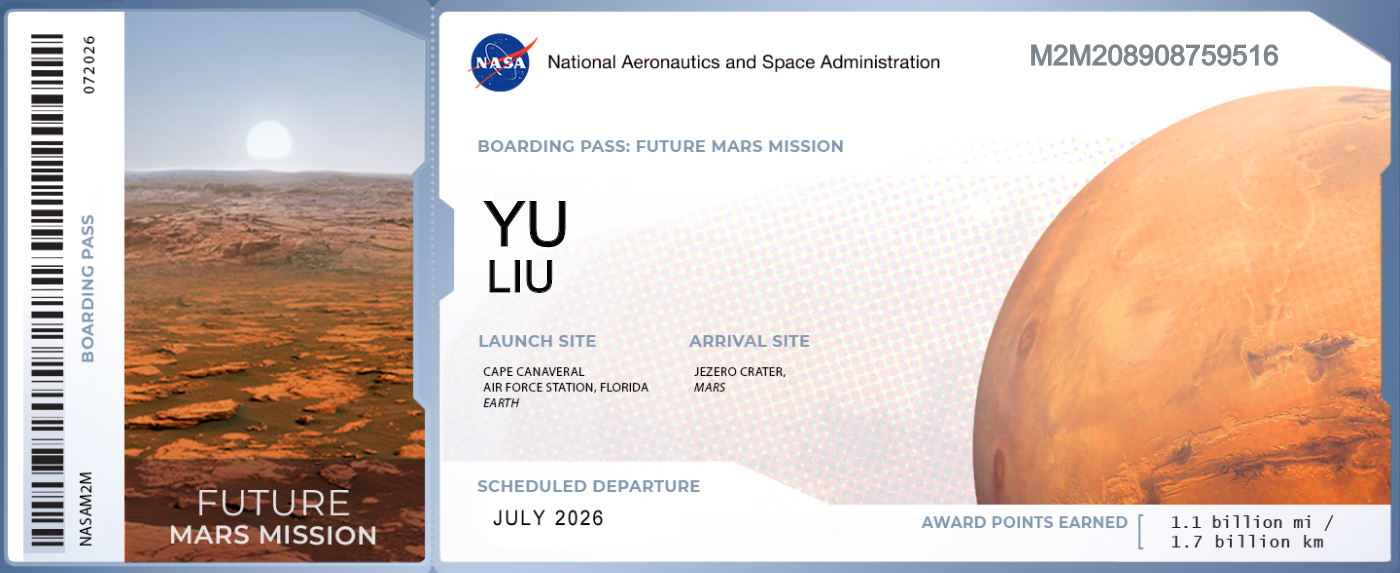 072026
BOARDING PASS
NASAM2M
FUTURE
MARS MISSION
NASA
National Aeronautics and Space Administration
M2M208908759516
BOARDING PASS: FUTURE MARS MISSION
YU
LIU
LAUNCH SITE
CAPE CANAVERAL
AIR FORCE STATION, FLORIDA
EARTH
ARRIVAL SITE
JEZERO CRATER,
MARS
SCHEDULED DEPARTURE
JULY 2026
AWARD POINTS EARNED
1.1 billion mi /
1.7 billion km